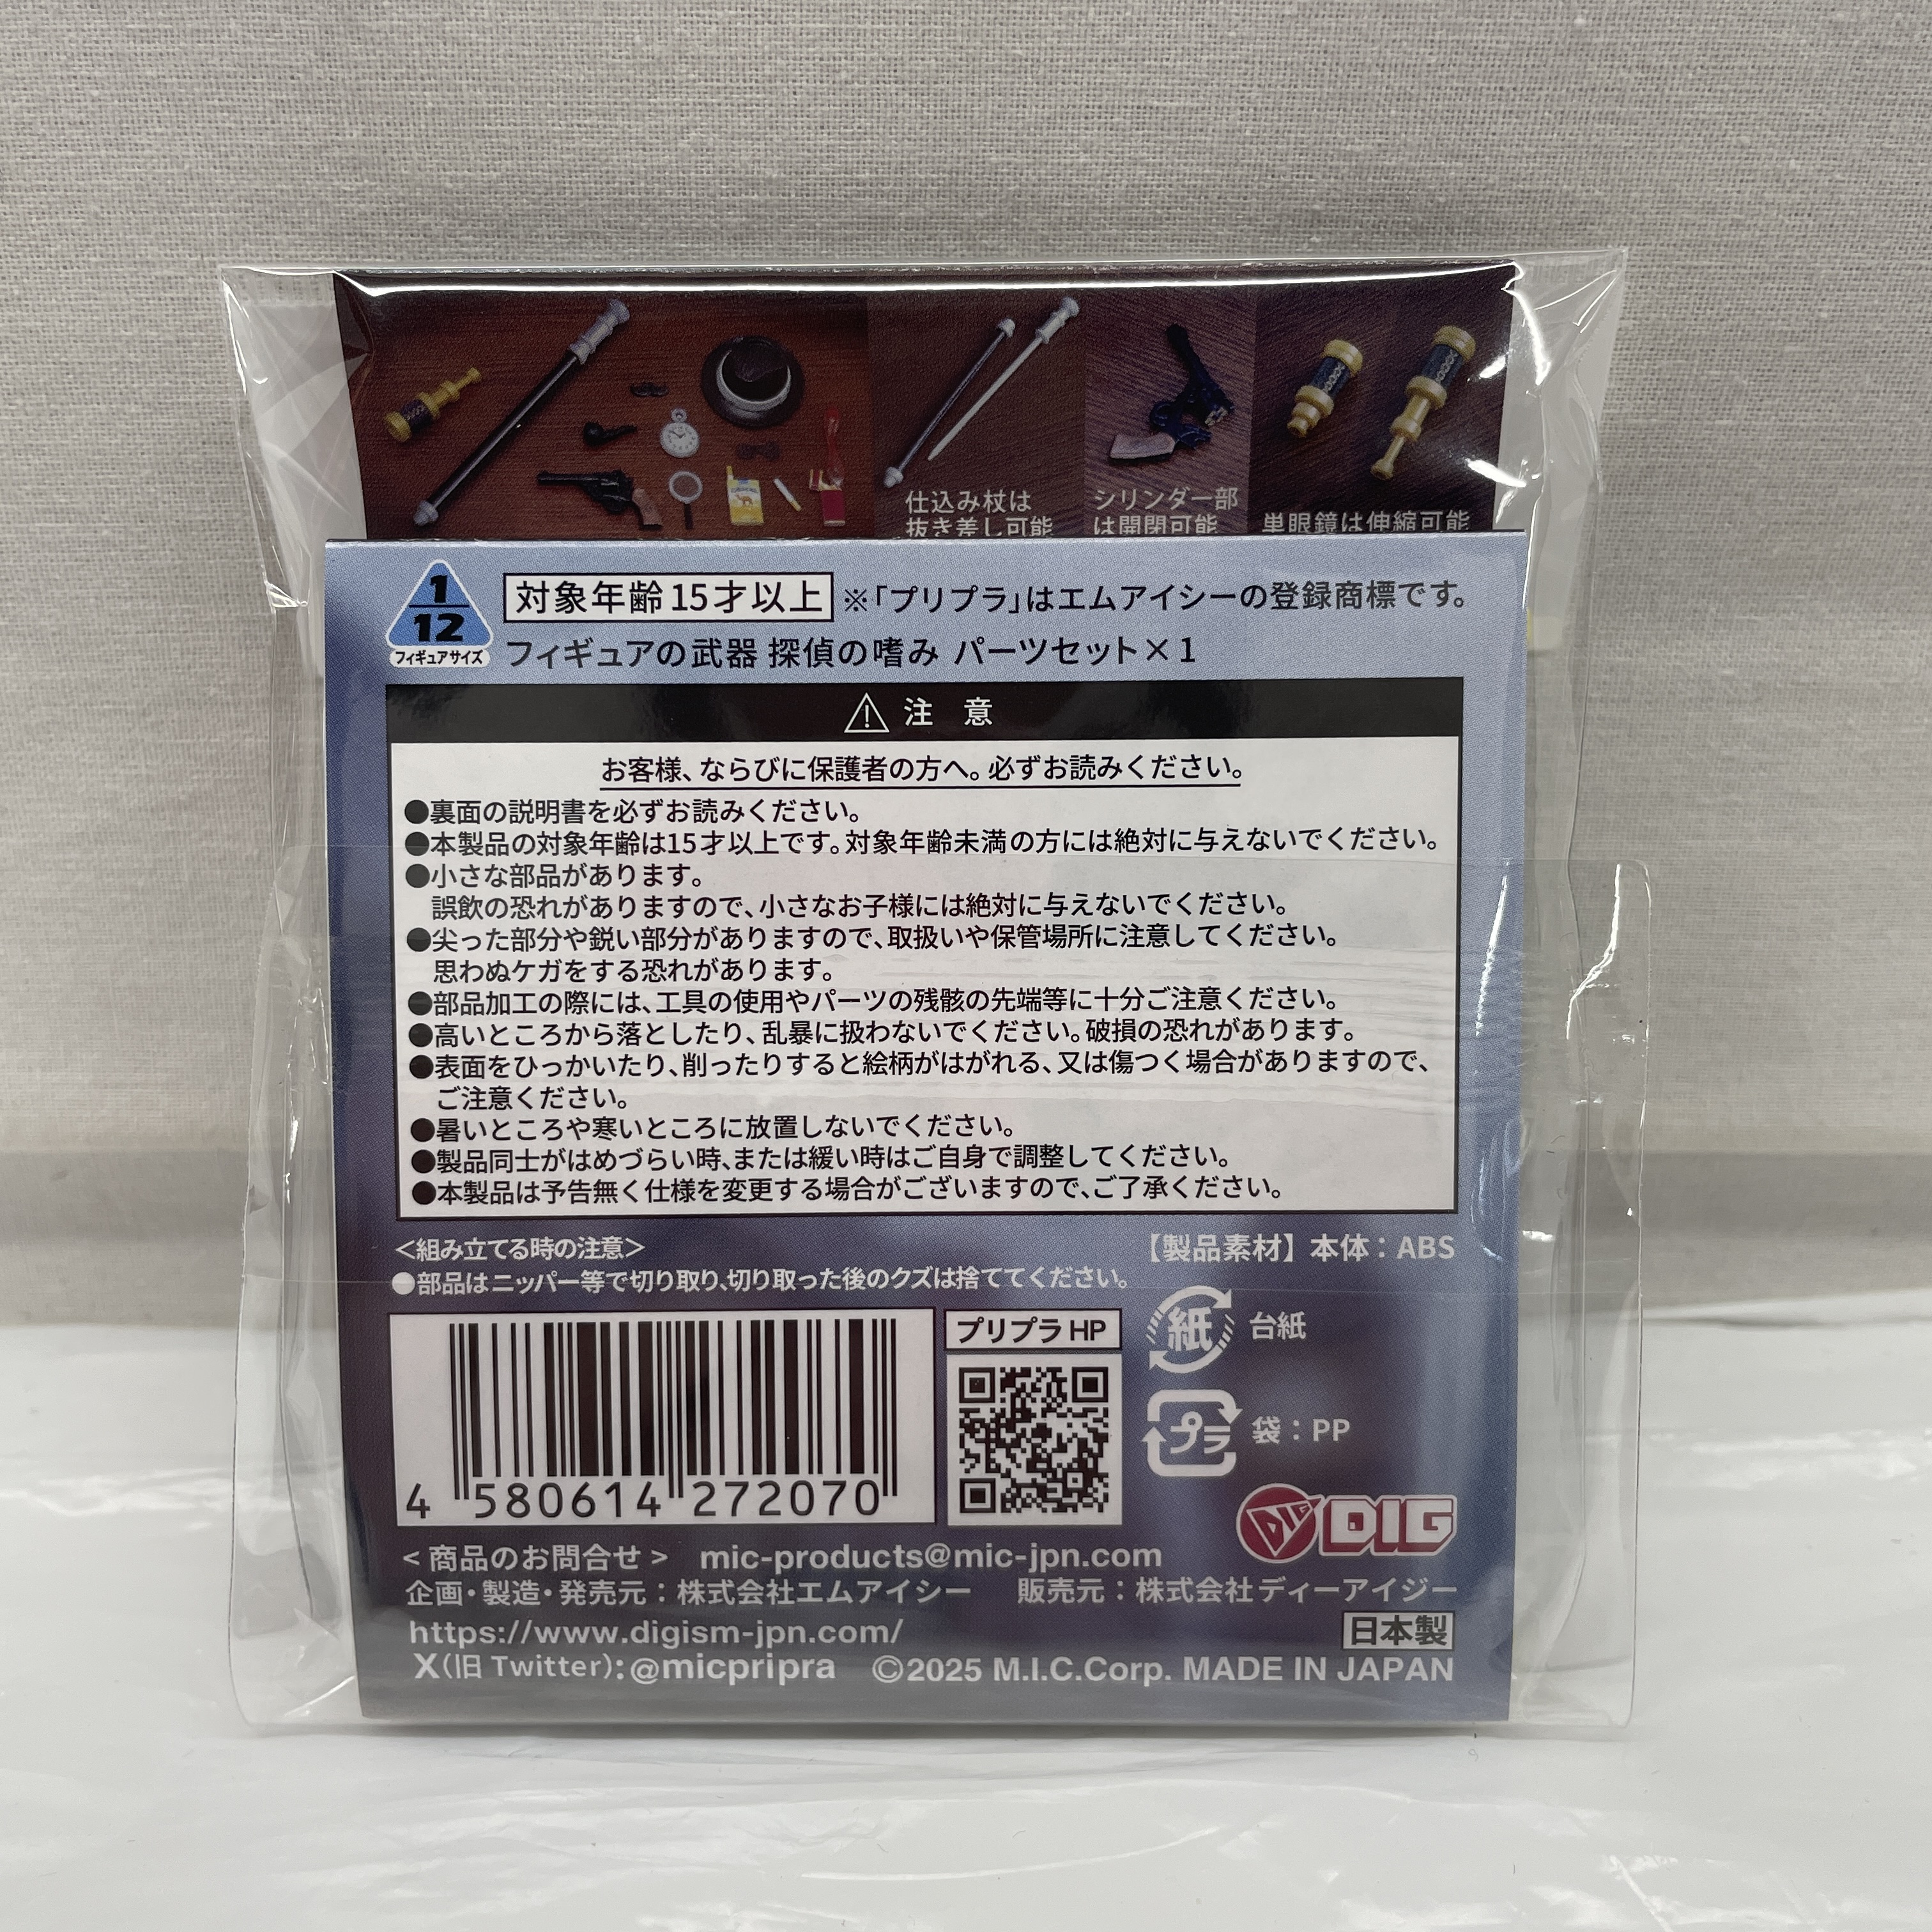 仕込み杖は
抜き差し可能
シリンダー部
は開閉可能
単眼鏡は伸縮可能
1
12
フィギュアサイズ
対象年齢15才以上 ※「プリプラ」はエムアイシーの登録商標です。
フィギュアの武器 探偵の嗜み パーツセット×1
注 意
お客様、ならびに保護者の方へ。必ずお読みください。
●裏面の説明書を必ずお読みください。
●本製品の対象年齢は15才以上です。対象年齢未満の方には絶対に与えないでください。
●小さな部品があります。
誤飲の恐れがありますので、小さなお子様には絶対に与えないでください。
●尖った部分や鋭い部分がありますので、取扱いや保管場所に注意してください。
思わぬケガをする恐れがあります。
●部品加工の際には、工具の使用やパーツの残骸の先端等に十分ご注意ください。
●高いところから落としたり、乱暴に扱わないでください。破損の恐れがあります。
●表面をひっかいたり、削ったりすると絵柄がはがれる、又は傷つく場合がありますので、
ご注意ください。
●暑いところや寒いところに放置しないでください。
●製品同士がはめづらい時、または緩い時はご自身で調整してください。
●本製品は予告無く仕様を変更する場合がございますので、ご了承ください。
<組み立てる時の注意>
●部品はニッパー等で切り取り、切り取った後のクズは捨ててください。
【製品素材】本体：ABS
プリプラHP
紙 台紙
プラ 袋：PP
4 580614 272070
DIG DIG
<商品のお問合せ> mic-products@mic-jpn.com
企画・製造・発売元：株式会社エムアイシー 販売元：株式会社ディーアイジー
https://www.digism-jpn.com/
日本製
X(旧Twitter):@micpripra ©2025 M.I.C.Corp. MADE IN JAPAN